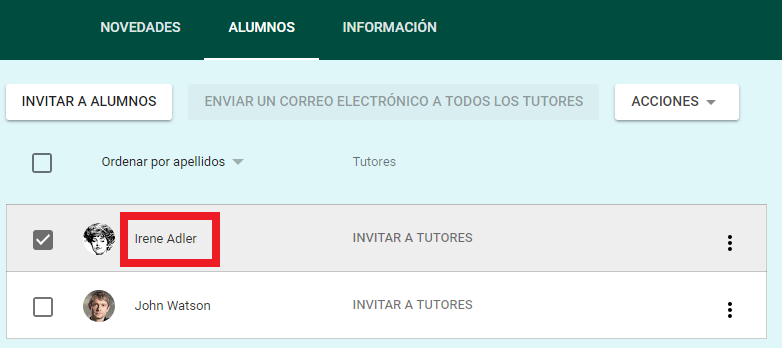 NOVEDADES ALUMNOS INFORMACIÓN
INVITAR A ALUMNOS ENVIAR UN CORREO ELECTRÓNICO A TODOS LOS TUTORES ACCIONES
Ordenar por apellidos Tutores
Irene Adler INVITAR A TUTORES
John Watson INVITAR A TUTORES